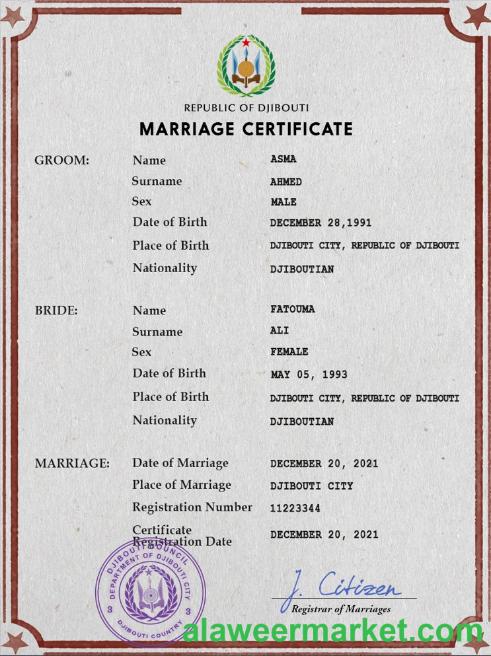 REPUBLIC OF DJIBOUTI
MARRIAGE CERTIFICATE
GROOM: Name ASMA
Surname AHMED
Sex MALE
Date of Birth DECEMBER 28,1991
Place of Birth DJIBOUTI CITY, REPUBLIC OF DJIBOUTI
Nationality DJIBOUTIAN
BRIDE: Name FATOUMA
Surname ALI
Sex FEMALE
Date of Birth MAY 05, 1993
Place of Birth DJIBOUTI CITY, REPUBLIC OF DJIBOUTI
Nationality DJIBOUTIAN
MARRIAGE: Date of Marriage DECEMBER 20, 2021
Place of Marriage DJIBOUTI CITY
Registration Number 11223344
Certificate
Registration Date DECEMBER 20, 2021
DJIBOUTI COUNCIL
DEPARTMENT OF DJIBOUTI CITY
3 3
DJIBOUTI COUNTRY
J. Citizen
Registrar of Marriages
alaweermarket.com